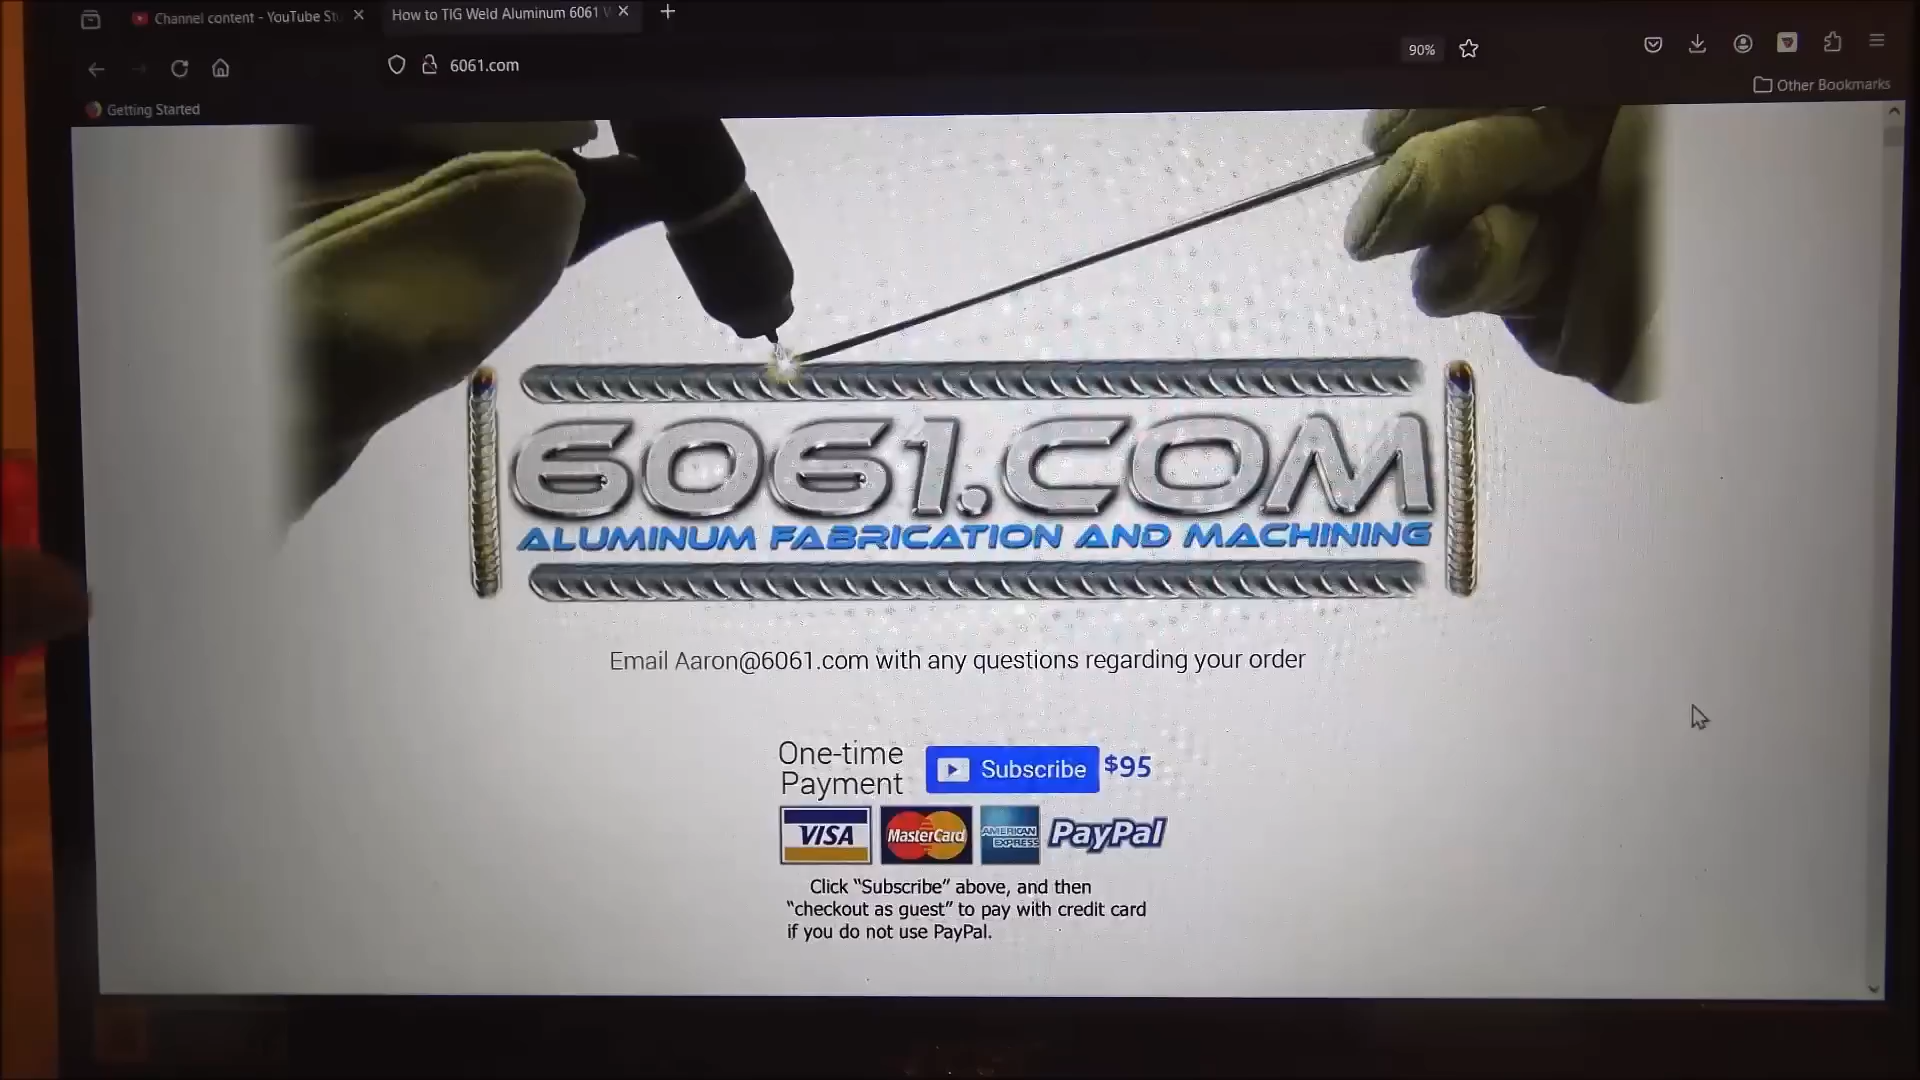 Channel content - YouTube St
How to TIG Weld Aluminum 6061
6061.com
90%
Other Bookmarks
Getting Started
6061.COM
ALUMINUM FABRICATION AND MACHINING
Email Aaron@6061.com with any questions regarding your order
One-time
Payment
Subscribe
$95
VISA
MasterCard
AMERICAN
EXPRESS
PayPal
Click “Subscribe” above, and then
“checkout as guest” to pay with credit card
if you do not use PayPal.